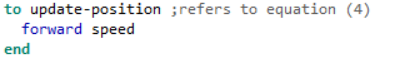 to update-position ;refers to equation (4)
  forward speed
end